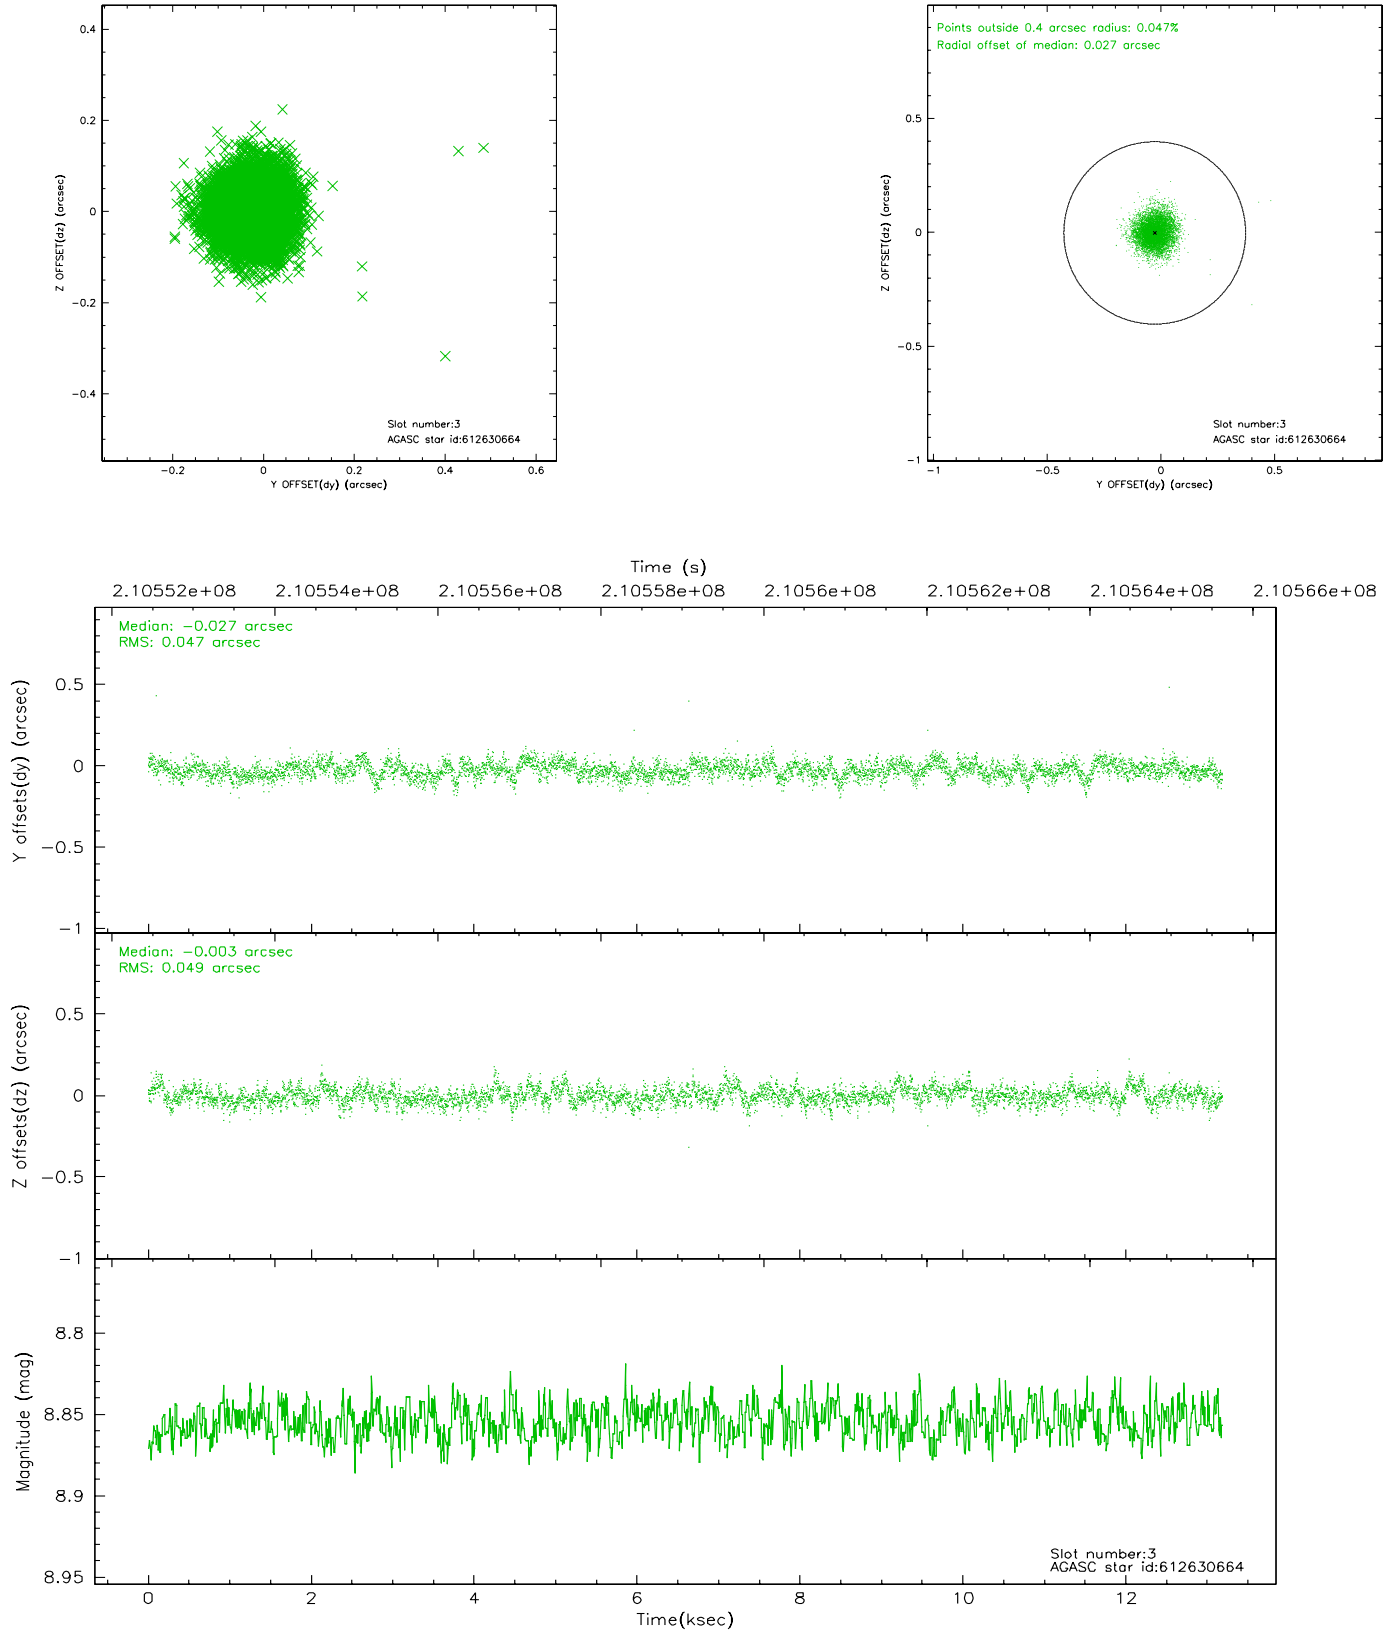 0.4
0.2
0
−0.2
−0.4
Z OFFSET(dz) (arcsec)
Slot number:3
AGASC star id:612630664
−0.2 0 0.2 0.4 0.6
Y OFFSET(dy) (arcsec)
Points outside 0.4 arcsec radius: 0.047%
Radial offset of median: 0.027 arcsec
0.5
0
−0.5
−1
Z OFFSET(dz) (arcsec)
Slot number:3
AGASC star id:612630664
−1 −0.5 0 0.5
Y OFFSET(dy) (arcsec)
Time (s)
2.10552e+08 2.10554e+08 2.10556e+08 2.10558e+08 2.1056e+08 2.10562e+08 2.10564e+08 2.10566e+08
Median: −0.027 arcsec
RMS: 0.047 arcsec
0.5
0
−0.5
−1
Y offsets(dy) (arcsec)
Median: −0.003 arcsec
RMS: 0.049 arcsec
0.5
0
−0.5
−1
Z offsets(dz) (arcsec)
8.8
8.85
8.9
8.95
Magnitude (mag)
Slot number:3
AGASC star id:612630664
0 2 4 6 8 10 12
Time(ksec)